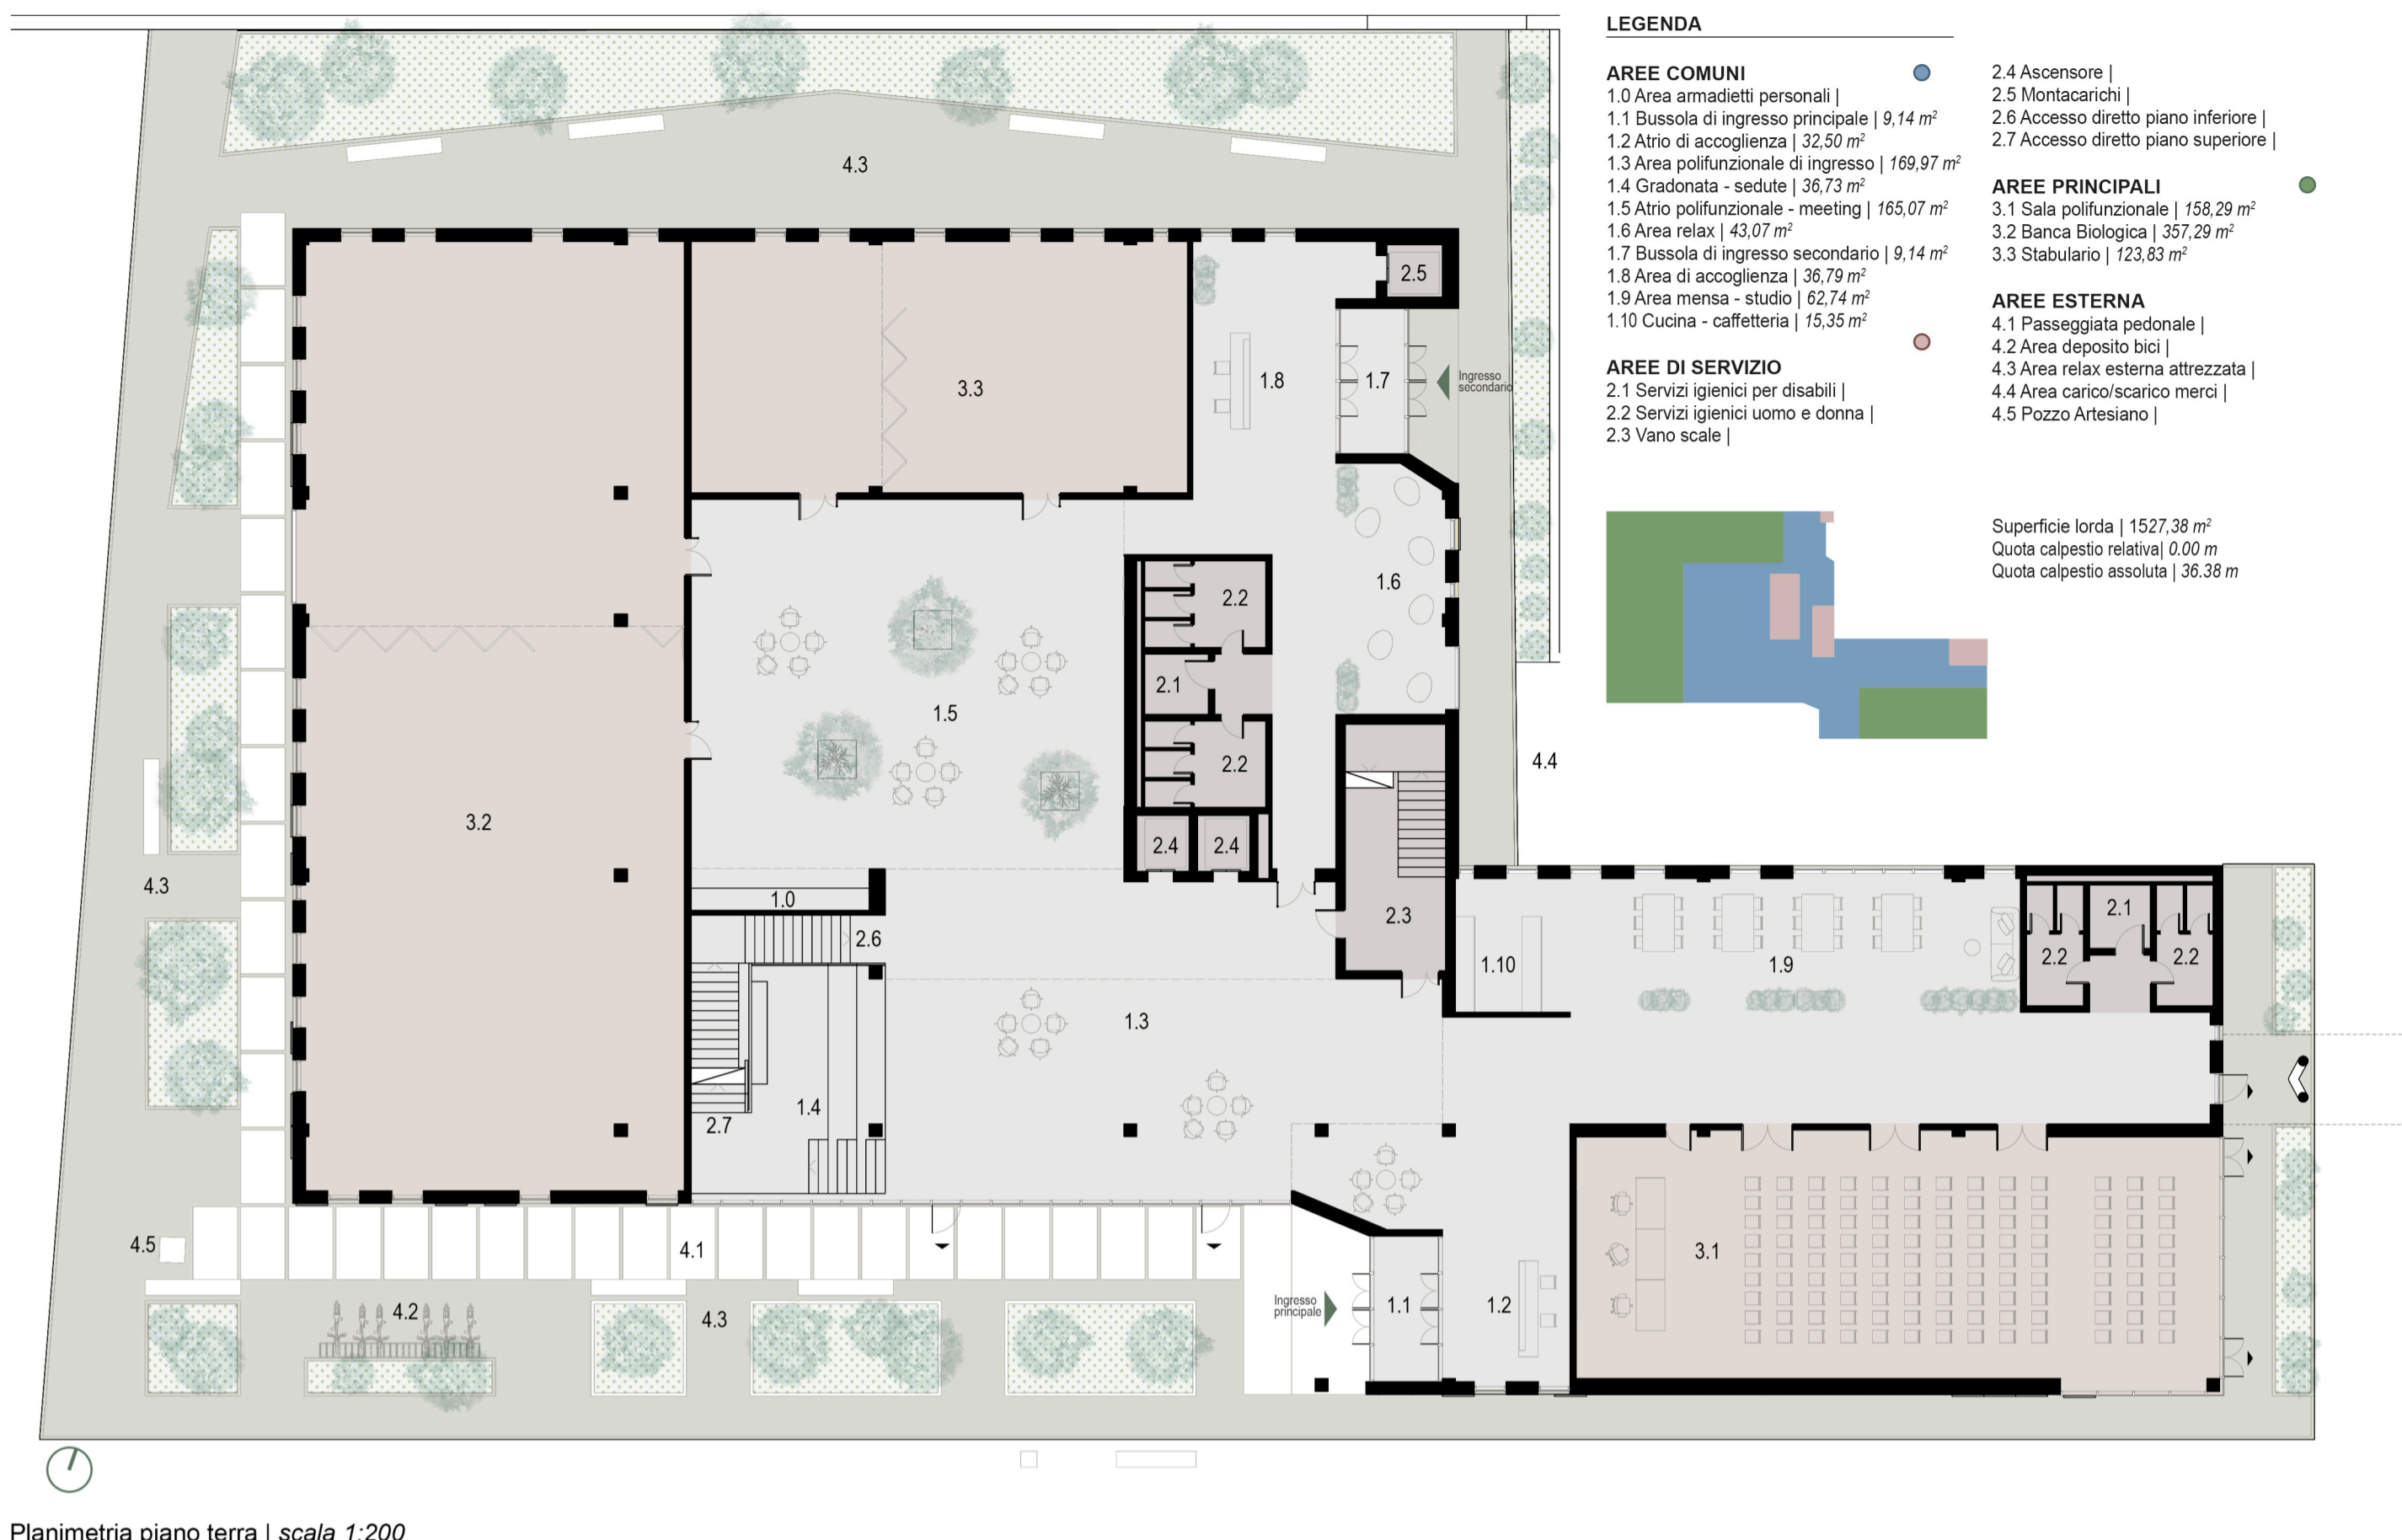 LEGENDA
AREE COMUNI
1.0 Area armadietti personali |
1.1 Bussola di ingresso principale | 9,14 m²
1.2 Atrio di accoglienza | 32,50 m²
1.3 Area polifunzionale di ingresso | 169,97 m²
1.4 Gradonata - sedute | 36,73 m²
1.5 Atrio polifunzionale - meeting | 165,07 m²
1.6 Area relax | 43,07 m²
1.7 Bussola di ingresso secondario | 9,14 m²
1.8 Area di accoglienza | 36,79 m²
1.9 Area mensa - studio | 62,74 m²
1.10 Cucina - caffetteria | 15,35 m²
AREE DI SERVIZIO
2.1 Servizi igienici per disabili |
2.2 Servizi igienici uomo e donna |
2.3 Vano scale |
2.4 Ascensore |
2.5 Montacarichi |
2.6 Accesso diretto piano inferiore |
2.7 Accesso diretto piano superiore |
AREE PRINCIPALI
3.1 Sala polifunzionale | 158,29 m²
3.2 Banca Biologica | 357,29 m²
3.3 Stabulario | 123,83 m²
AREE ESTERNA
4.1 Passeggiata pedonale |
4.2 Area deposito bici |
4.3 Area relax esterna attrezzata |
4.4 Area carico/scarico merci |
4.5 Pozzo Artesiano |
Superficie lorda | 1527,38 m²
Quota calpestio relativa| 0.00 m
Quota calpestio assoluta | 36.38 m
4.3
2.5
3.3
1.8
1.7
Ingresso
secondario
1.6
2.2
2.1
1.5
2.2
4.4
3.2
2.4
2.4
4.3
1.0
2.6
2.3
2.1
2.2
2.2
1.10
1.9
1.3
1.4
2.7
4.5
4.1
3.1
4.2
4.3
Ingresso
principale
1.1
1.2
Planimetria piano terra | scala 1:200